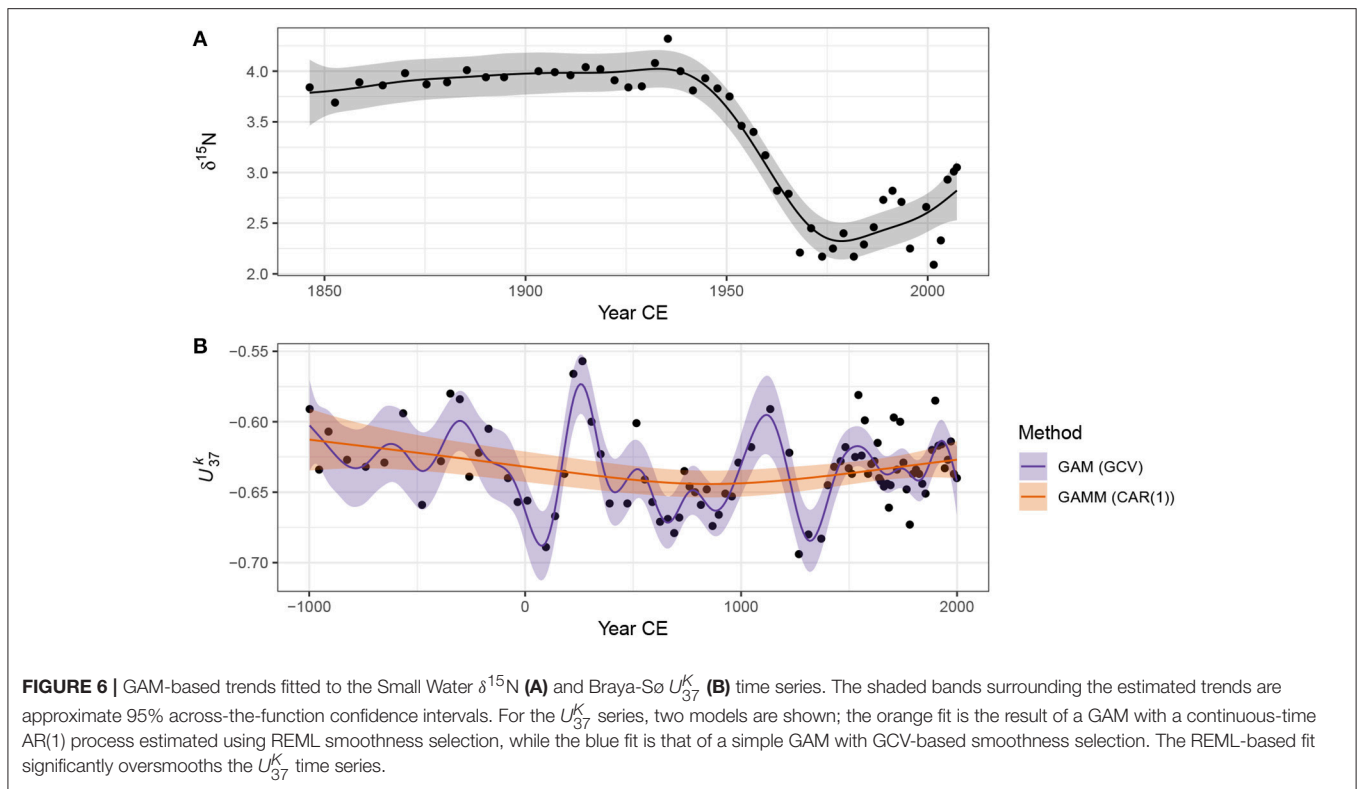 A
4.0
3.5
3.0
2.5
2.0
δ¹⁵N
1850
1900
1950
2000
Year CE
B
−0.55
−0.60
−0.65
−0.70
U₃₇ᵏ
−1000
0
1000
2000
Year CE
Method
GAM (GCV)
GAMM (CAR(1))
FIGURE 6 | GAM-based trends fitted to the Small Water δ¹⁵N (A) and Braya-Sø U₃₇ᴷ (B) time series. The shaded bands surrounding the estimated trends are
approximate 95% across-the-function confidence intervals. For the U₃₇ᴷ series, two models are shown; the orange fit is the result of a GAM with a continuous-time
AR(1) process estimated using REML smoothness selection, while the blue fit is that of a simple GAM with GCV-based smoothness selection. The REML-based fit
significantly oversmooths the U₃₇ᴷ time series.